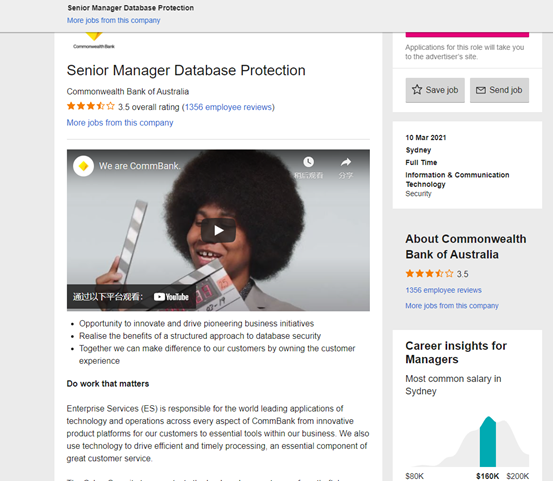 Senior Manager Database Protection
More jobs from this company
CommonwealthBank
Senior Manager Database Protection
Commonwealth Bank of Australia
3.5 overall rating (1356 employee reviews)
More jobs from this company
We are CommBank.
稍后观看
分享
通过以下平台观看： YouTube
• Opportunity to innovate and drive pioneering business initiatives
• Realise the benefits of a structured approach to database security
• Together we can make difference to our customers by owning the customer
experience
Do work that matters
Enterprise Services (ES) is responsible for the world leading applications of
technology and operations across every aspect of CommBank from innovative
product platforms for our customers to essential tools within our business. We also
use technology to drive efficient and timely processing, an essential component of
great customer service.
Applications for this role will take you
to the advertiser's site.
Save job
Send job
10 Mar 2021
Sydney
Full Time
Information & Communication
Technology
Security
About Commonwealth
Bank of Australia
3.5
1356 employee reviews
More jobs from this company
Career insights for
Managers
Most common salary in
Sydney
$80K $160K $200K